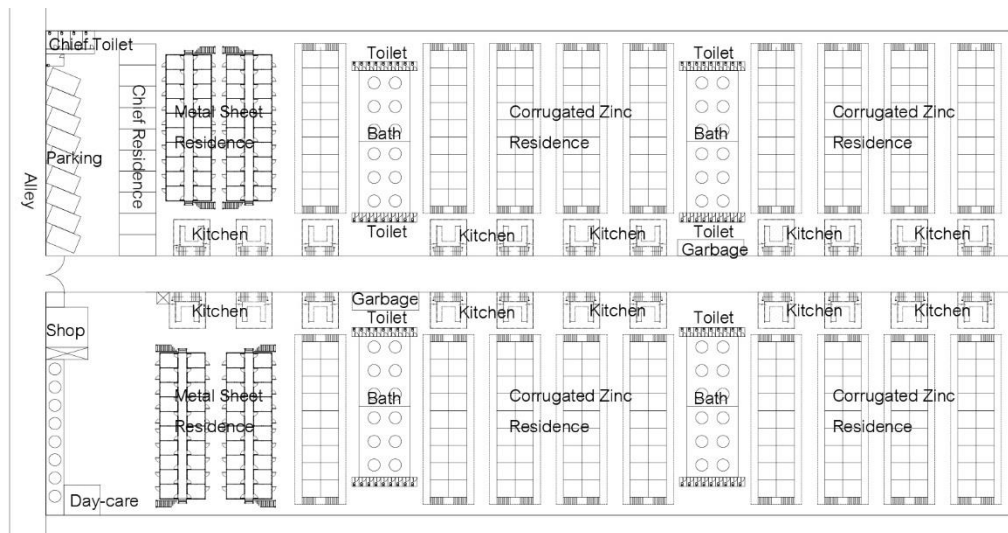 Chief Toilet
Toilet
Toilet
Metal Sheet
Residence
Chief Residence
Corrugated Zinc
Residence
Corrugated Zinc
Residence
Bath
Bath
Parking
Alley
Kitchen
Toilet
Kitchen
Kitchen
Toilet
Garbage
Kitchen
Kitchen
Kitchen
Garbage
Toilet
Kitchen
Kitchen
Toilet
Kitchen
Kitchen
Shop
Metal Sheet
Residence
Bath
Corrugated Zinc
Residence
Bath
Corrugated Zinc
Residence
Day-care